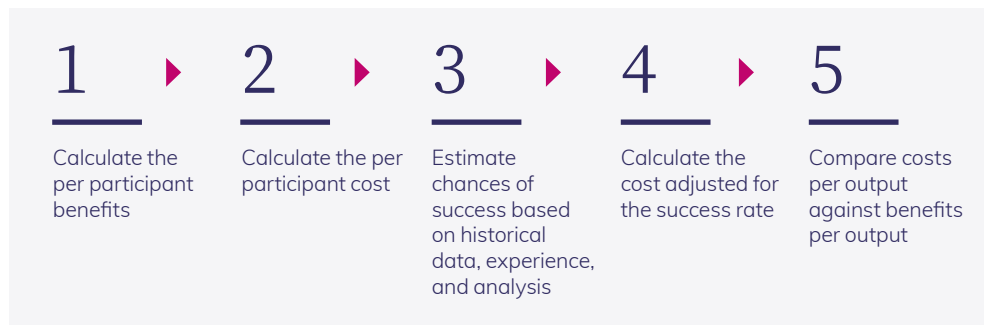 1
Calculate the
per participant
benefits
2
Calculate the per
participant cost
3
Estimate
chances of
success based
on historical
data, experience,
and analysis
4
Calculate the
cost adjusted for
the success rate
5
Compare costs
per output
against benefits
per output